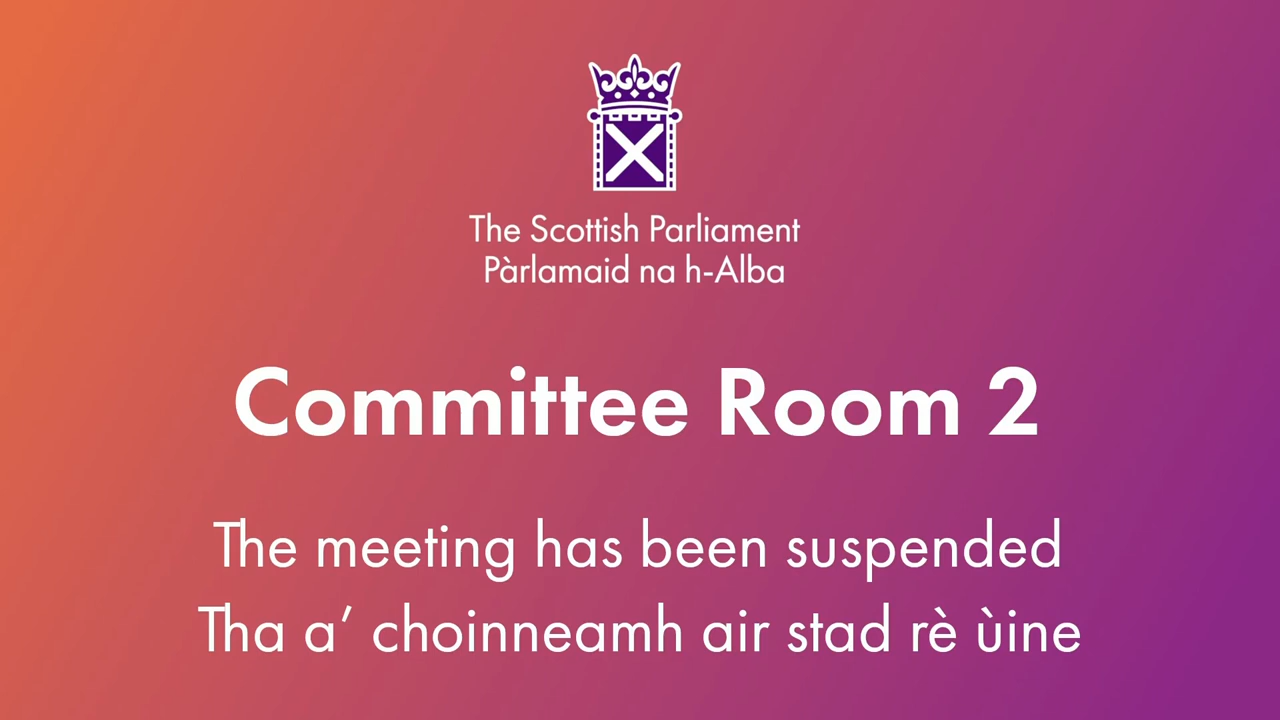 The Scottish Parliament
Pàrlamaid na h-Alba
Committee Room 2
The meeting has been suspended
Tha a’ choinneamh air stad rè ùine